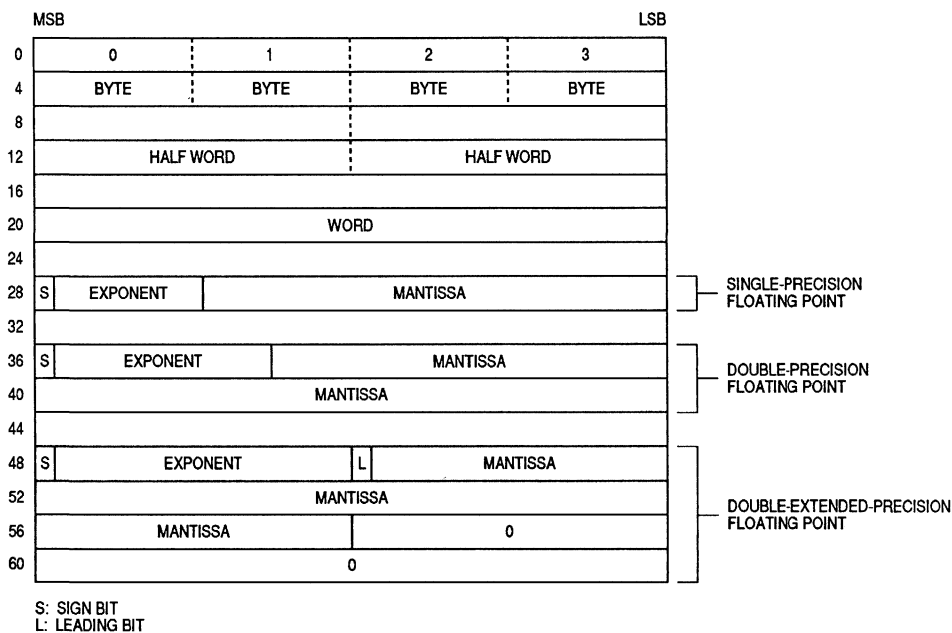 MSB LSB
0 0 1 2 3
4 BYTE BYTE BYTE BYTE
8
12 HALF WORD HALF WORD
16
20 WORD
24
28 S EXPONENT MANTISSA SINGLE-PRECISION
FLOATING POINT
32
36 S EXPONENT MANTISSA DOUBLE-PRECISION
FLOATING POINT
40 MANTISSA
44
48 S EXPONENT L MANTISSA
52 MANTISSA DOUBLE-EXTENDED-PRECISION
FLOATING POINT
56 MANTISSA 0
60 0
S: SIGN BIT
L: LEADING BIT